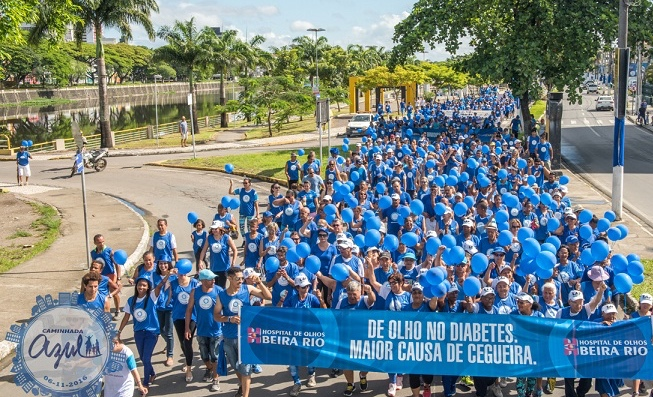 HOSPITAL DE OLHOS
BEIRA RIO
DE OLHO NO DIABETES.
MAIOR CAUSA DE CEGUEIRA.
HOSPITAL DE OLHOS
BEIRA RIO
CAMINHADA
Azul
06-11-2016